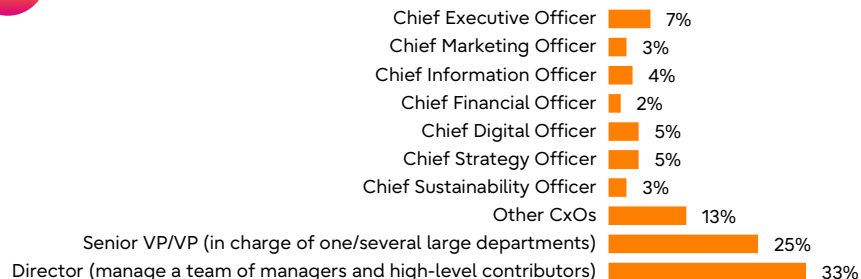 Chief Executive Officer 7%
Chief Marketing Officer 3%
Chief Information Officer 4%
Chief Financial Officer 2%
Chief Digital Officer 5%
Chief Strategy Officer 5%
Chief Sustainability Officer 3%
Other CxOs 13%
Senior VP/VP (in charge of one/several large departments) 25%
Director (manage a team of managers and high-level contributors) 33%